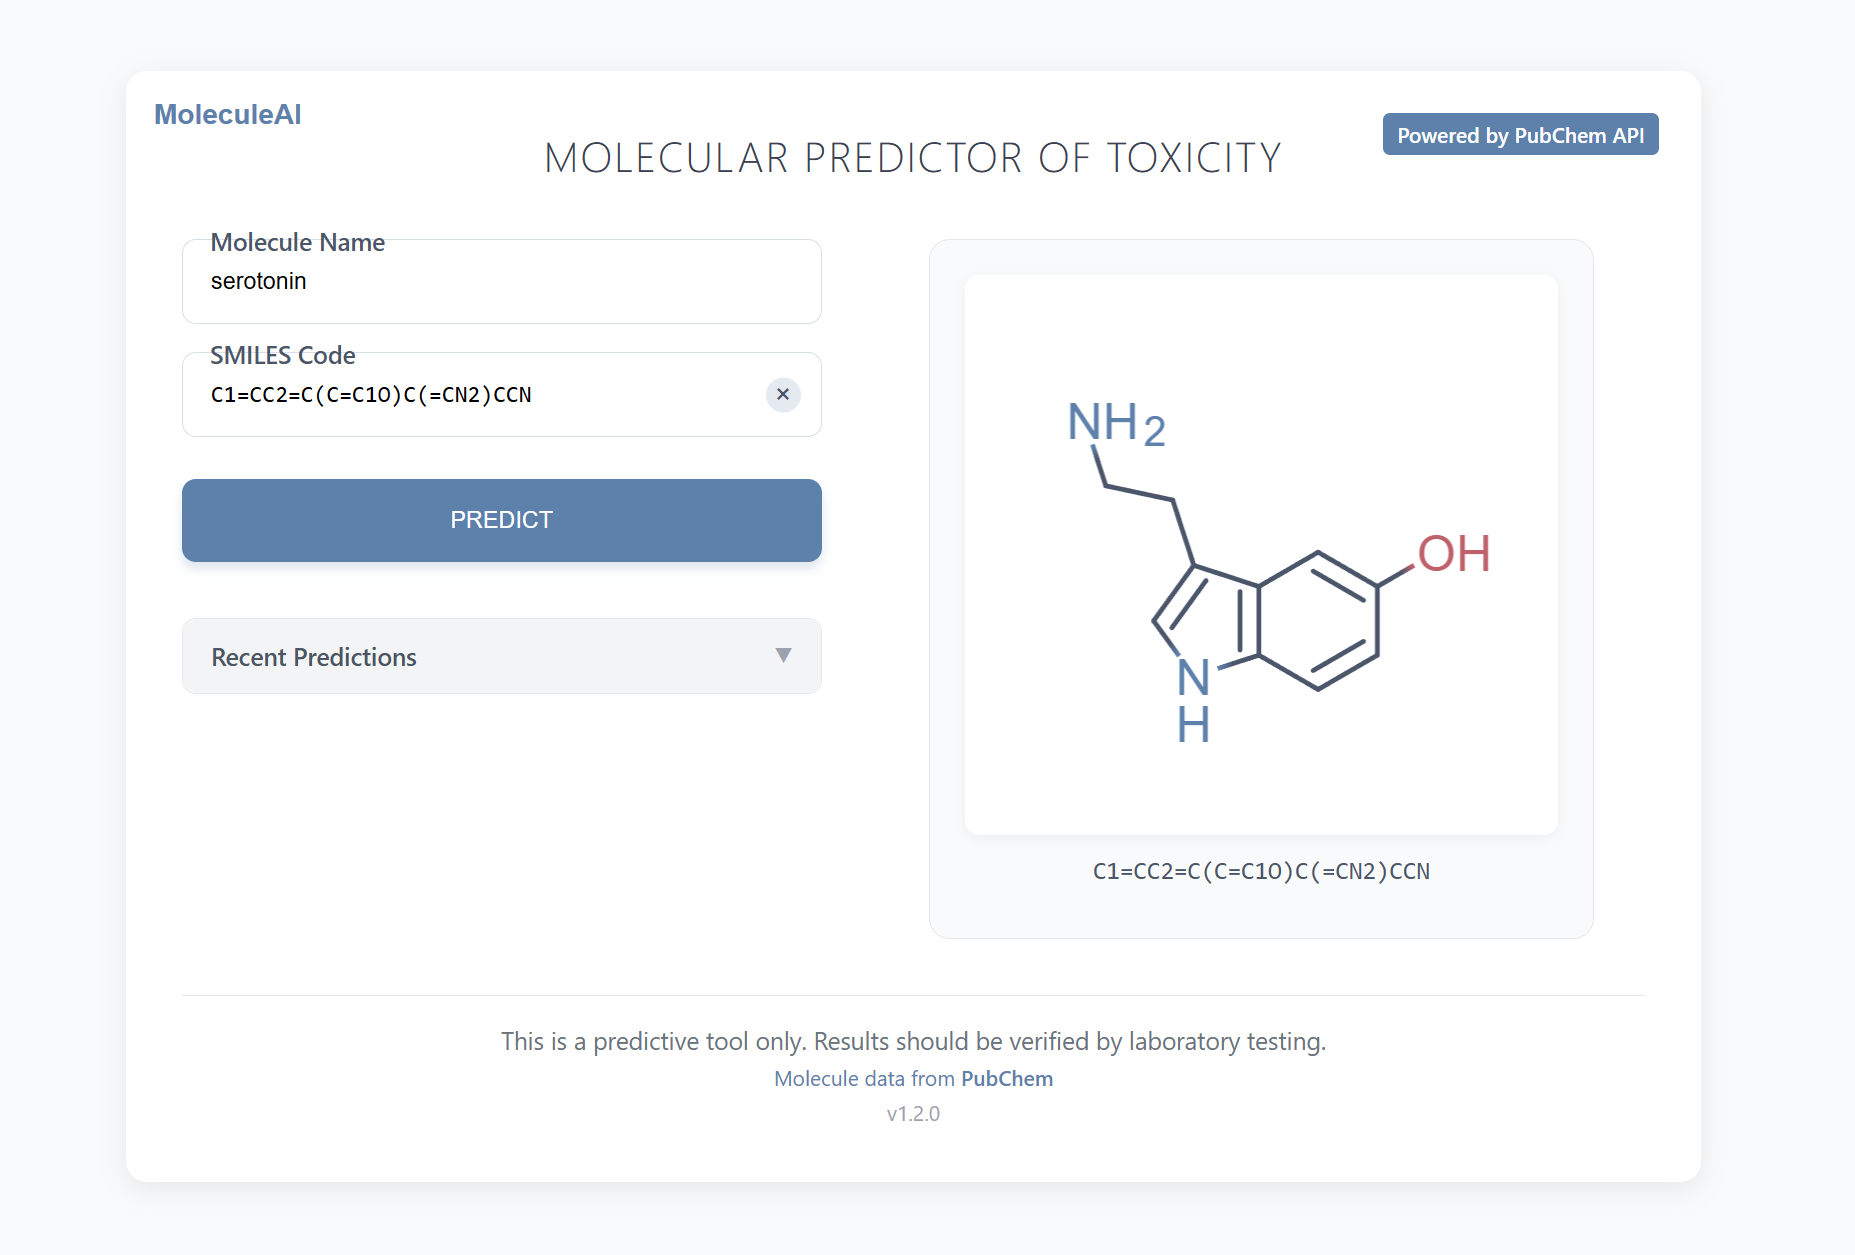 MoleculeAI
Powered by PubChem API
MOLECULAR PREDICTOR OF TOXICITY
Molecule Name
serotonin
SMILES Code
C1=CC2=C(C=C1O)C(=CN2)CCN
×
PREDICT
Recent Predictions
▼
NH2
OH
N
H
C1=CC2=C(C=C1O)C(=CN2)CCN
This is a predictive tool only. Results should be verified by laboratory testing.
Molecule data from PubChem
v1.2.0